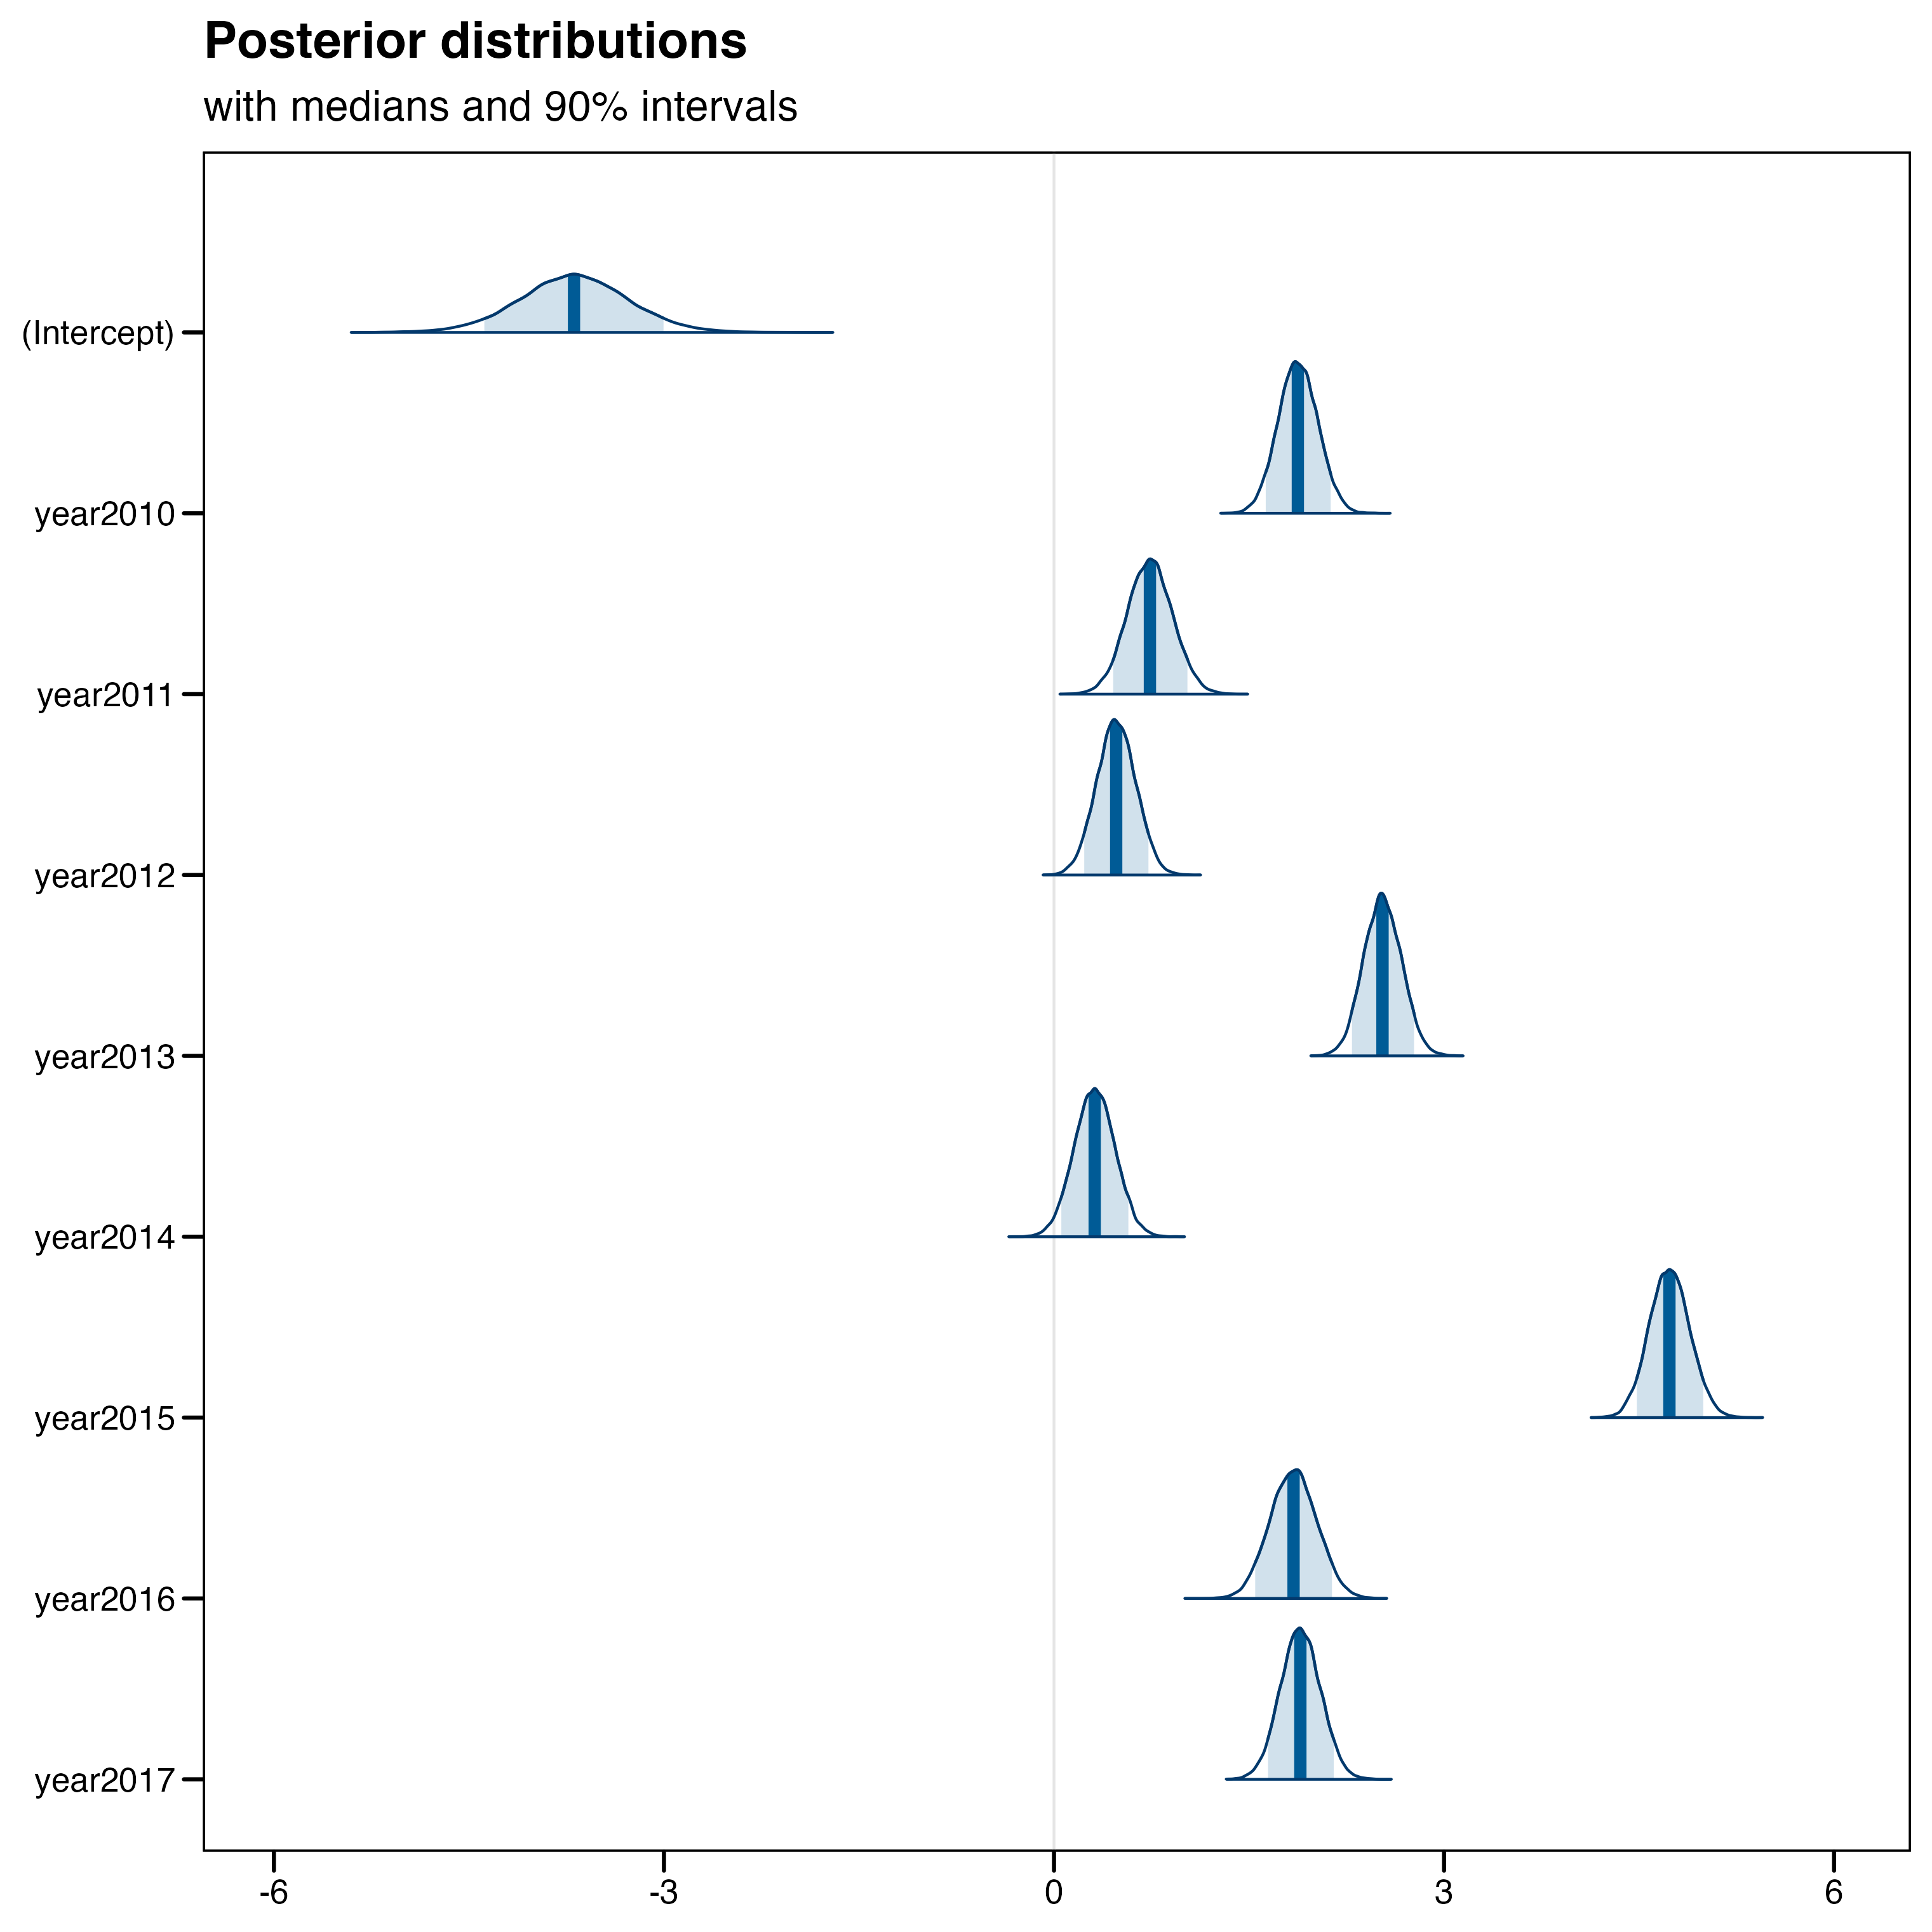 Posterior distributions
with medians and 90% intervals
(Intercept)
year2010
year2011
year2012
year2013
year2014
year2015
year2016
year2017
-6 -3 0 3 6